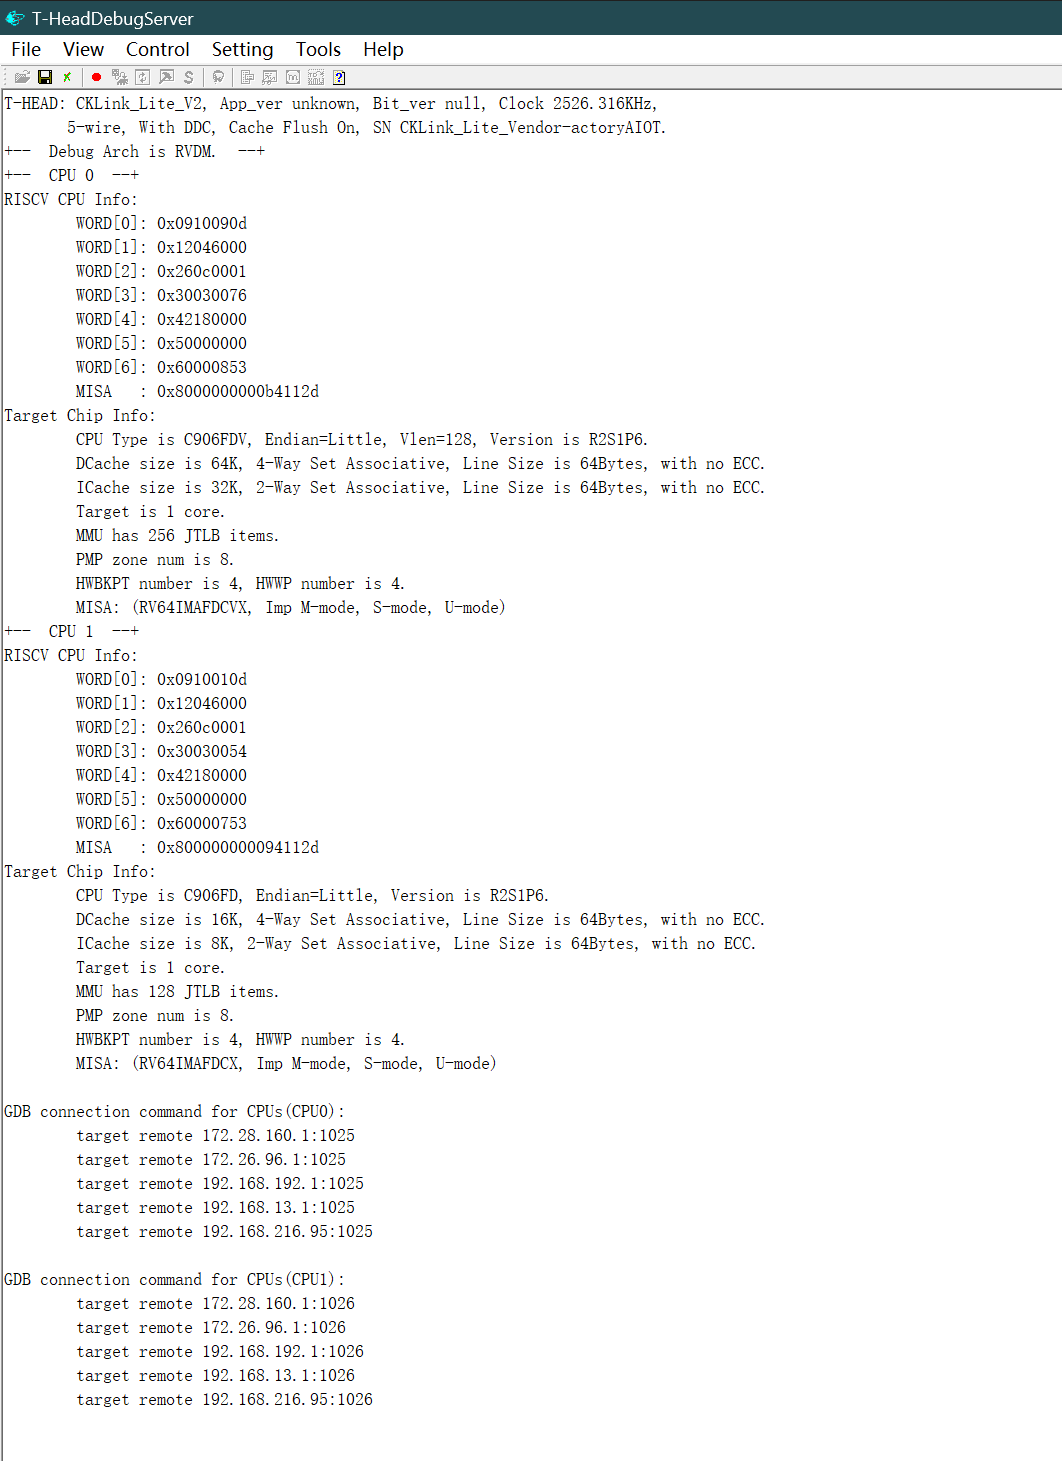 T-HeadDebugServer
File View Control Setting Tools Help
T-HEAD: CKLink_Lite_V2, App_ver unknown, Bit_ver null, Clock 2526.316KHz,
5-wire, With DDC, Cache Flush On, SN CKLink_Lite_Vendor-actoryAIOT.
+-- Debug Arch is RVDM. --+
+-- CPU 0 --+
RISCV CPU Info:
WORD[0]: 0x0910090d
WORD[1]: 0x12046000
WORD[2]: 0x260c0001
WORD[3]: 0x30030076
WORD[4]: 0x42180000
WORD[5]: 0x50000000
WORD[6]: 0x60000853
MISA : 0x8000000000b4112d
Target Chip Info:
CPU Type is C906FDV, Endian=Little, Vlen=128, Version is R2S1P6.
DCache size is 64K, 4-Way Set Associative, Line Size is 64Bytes, with no ECC.
ICache size is 32K, 2-Way Set Associative, Line Size is 64Bytes, with no ECC.
Target is 1 core.
MMU has 256 JTLB items.
PMP zone num is 8.
HWBKPT number is 4, HWWP number is 4.
MISA: (RV64IMAFDCVX, Imp M-mode, S-mode, U-mode)
+-- CPU 1 --+
RISCV CPU Info:
WORD[0]: 0x0910010d
WORD[1]: 0x12046000
WORD[2]: 0x260c0001
WORD[3]: 0x30030054
WORD[4]: 0x42180000
WORD[5]: 0x50000000
WORD[6]: 0x60000753
MISA : 0x800000000094112d
Target Chip Info:
CPU Type is C906FD, Endian=Little, Version is R2S1P6.
DCache size is 16K, 4-Way Set Associative, Line Size is 64Bytes, with no ECC.
ICache size is 8K, 2-Way Set Associative, Line Size is 64Bytes, with no ECC.
Target is 1 core.
MMU has 128 JTLB items.
PMP zone num is 8.
HWBKPT number is 4, HWWP number is 4.
MISA: (RV64IMAFDCX, Imp M-mode, S-mode, U-mode)
GDB connection command for CPUs(CPU0):
target remote 172.28.160.1:1025
target remote 172.26.96.1:1025
target remote 192.168.192.1:1025
target remote 192.168.13.1:1025
target remote 192.168.216.95:1025
GDB connection command for CPUs(CPU1):
target remote 172.28.160.1:1026
target remote 172.26.96.1:1026
target remote 192.168.192.1:1026
target remote 192.168.13.1:1026
target remote 192.168.216.95:1026